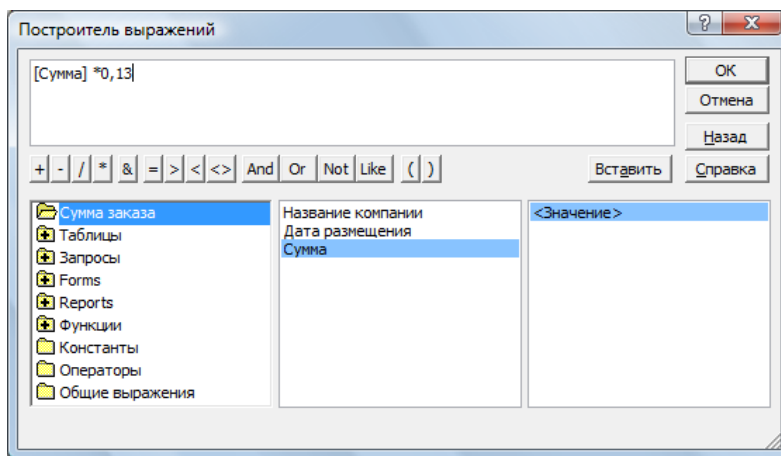 Построитель выражений
[Сумма] *0,13
ОК
Отмена
Назад
+ - / * & = > < <> And Or Not Like ( ) Вставить Справка
Сумма заказа
Таблицы
Запросы
Forms
Reports
Функции
Константы
Операторы
Общие выражения
Название компании
Дата размещения
Сумма
<Значение>